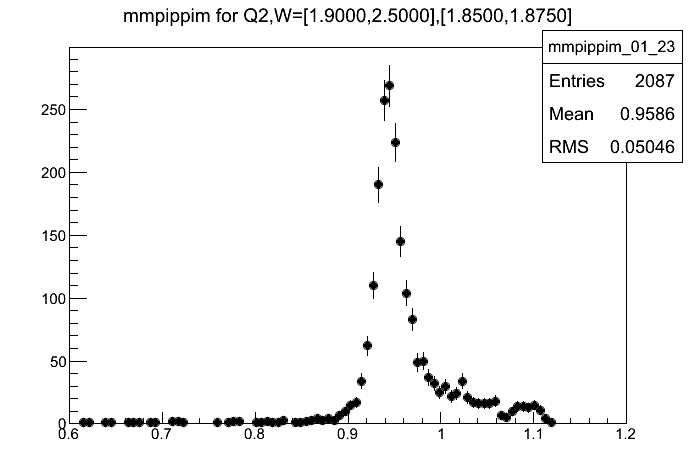 mmpippim for Q2,W=[1.9000,2.5000],[1.8500,1.8750]
mmpippim_01_23
Entries 2087
Mean 0.9586
RMS 0.05046
250
200
150
100
50
0
0.6 0.7 0.8 0.9 1 1.1 1.2